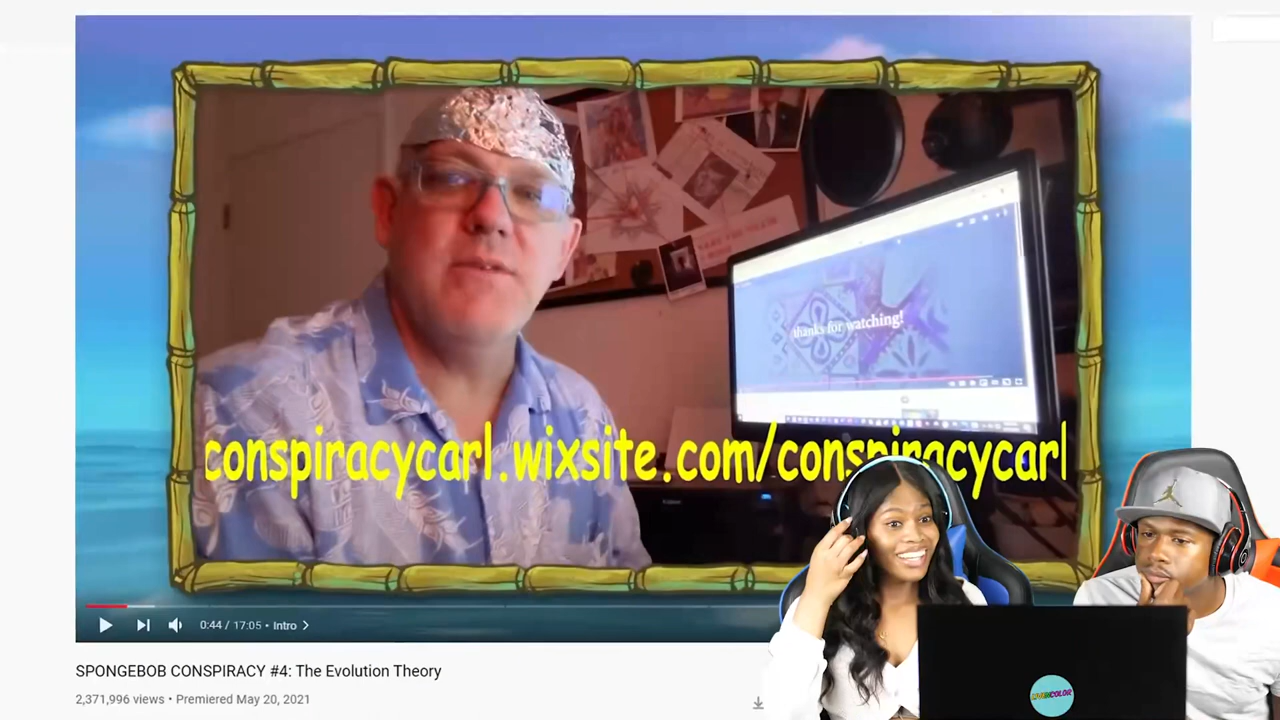 thanks for watching!
conspiracycarl.wixsite.com/conspiracycarl
0:44 / 17:05 • Intro
SPONGEBOB CONSPIRACY #4: The Evolution Theory
2,371,996 views • Premiered May 20, 2021
LIVINCOLOR